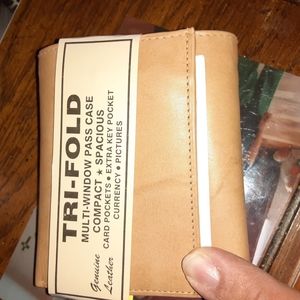 TRI-FOLD
MULTI-WINDOW PASS CASE
COMPACT ★ SPACIOUS
CARD POCKETS • EXTRA KEY POCKET
CURRENCY • PICTURES
Genuine
Leather